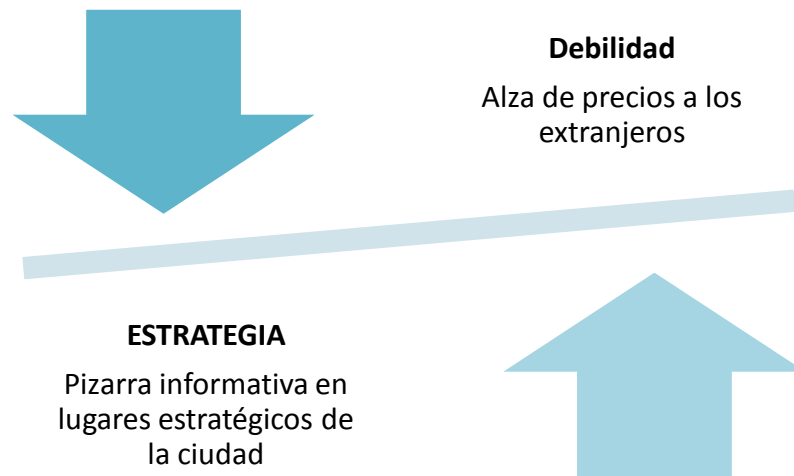 Debilidad
Alza de precios a los
extranjeros
ESTRATEGIA
Pizarra informativa en
lugares estratégicos de
la ciudad